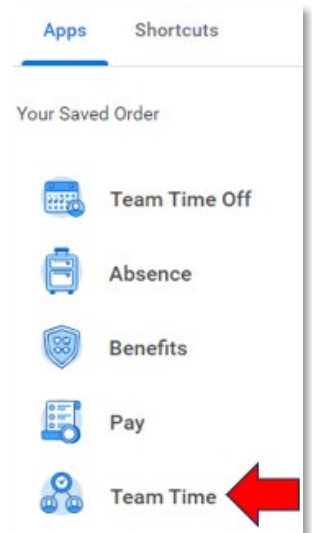 Apps Shortcuts
Your Saved Order
Team Time Off
Absence
Benefits
Pay
Team Time